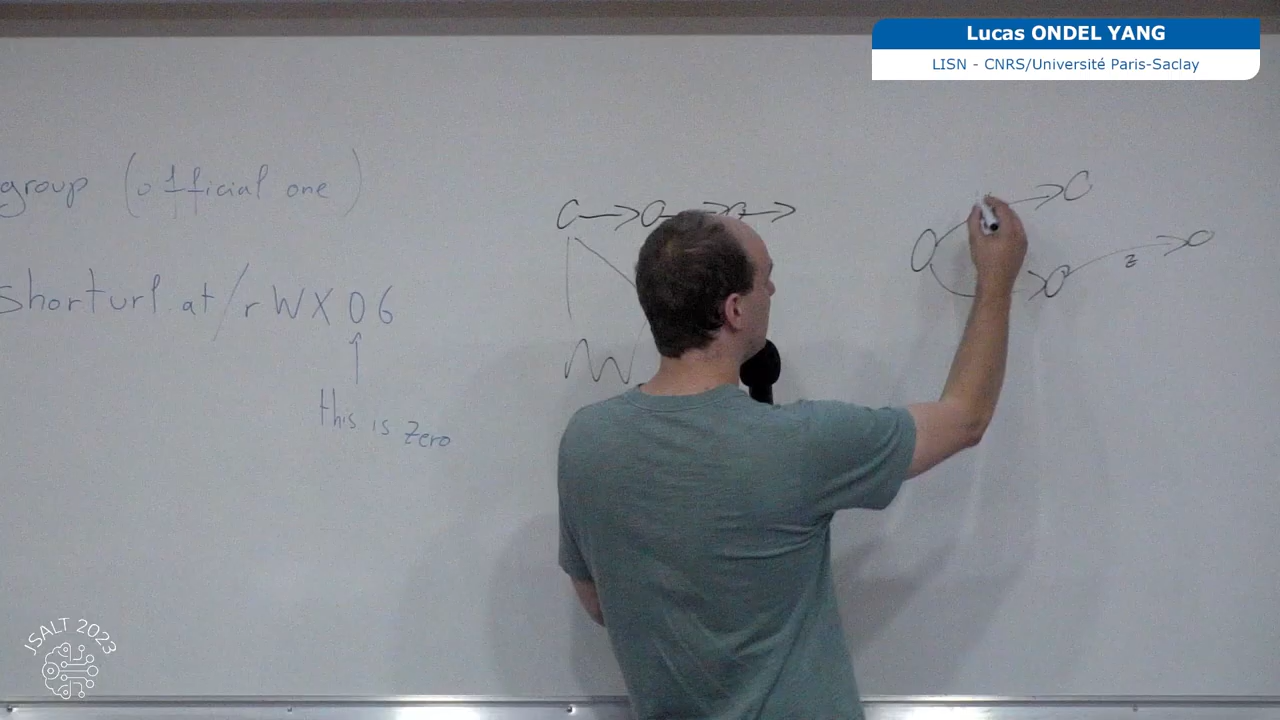 Lucas ONDEL YANG
LISN - CNRS/Université Paris-Saclay
group (official one)
shorturl.at/rWX06
this is zero
z
JSALT 2023